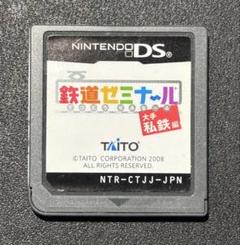 NINTENDO DS
鉄道ゼミナール
大手
私鉄編
TAITO
©TAITO CORPORATION 2008
ALL RIGHTS RESERVED.
NTR-CTJJ-JPN